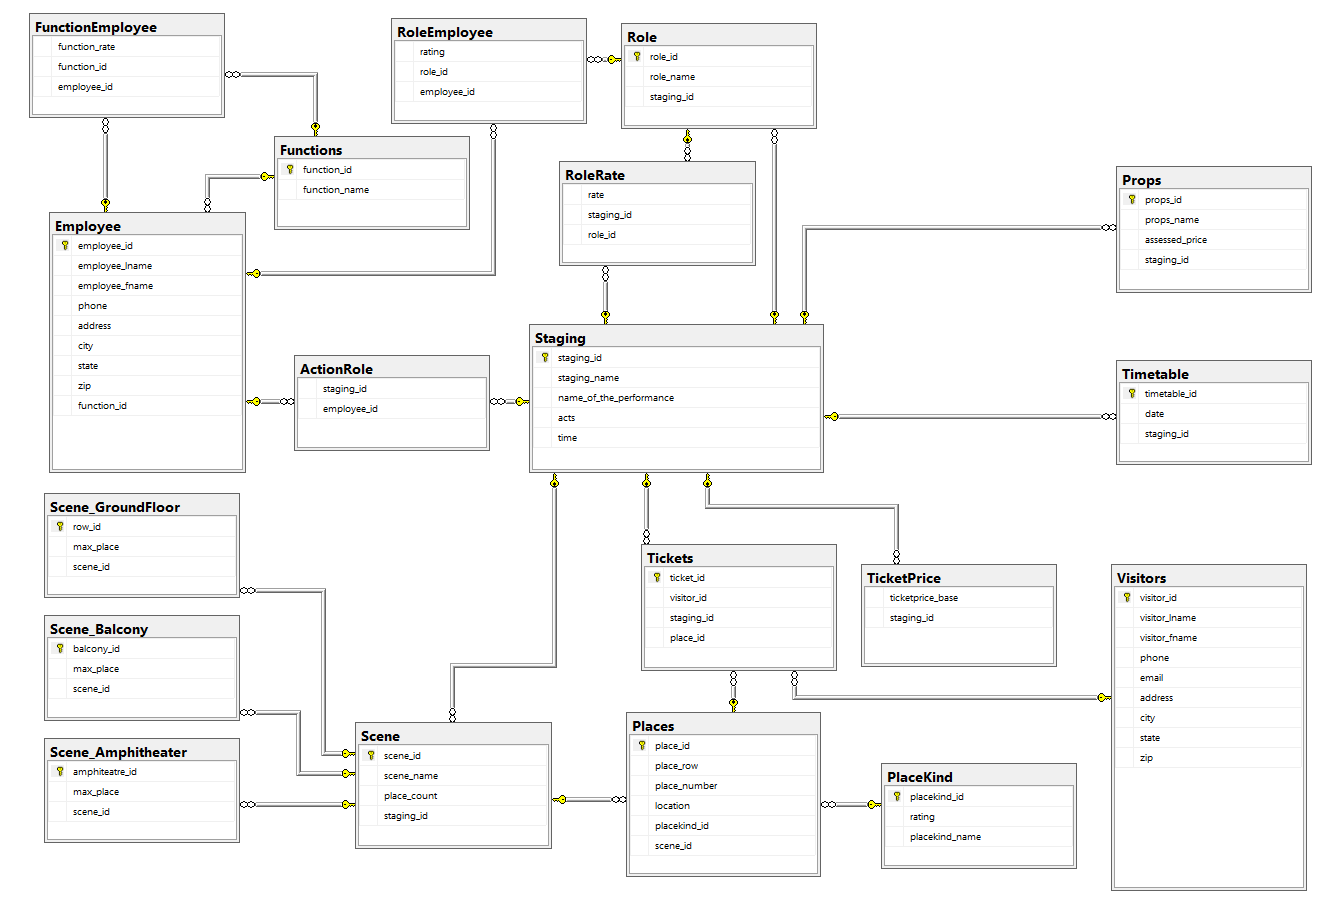 FunctionEmployee
function_rate
function_id
employee_id
RoleEmployee
rating
role_id
employee_id
Role
role_id
role_name
staging_id
Functions
function_id
function_name
RoleRate
rate
staging_id
role_id
Props
props_id
props_name
assessed_price
staging_id
Employee
employee_id
employee_lname
employee_fname
phone
address
city
state
zip
function_id
ActionRole
staging_id
employee_id
Staging
staging_id
staging_name
name_of_the_performance
acts
time
Timetable
timetable_id
date
staging_id
Scene_GroundFloor
row_id
max_place
scene_id
Scene_Balcony
balcony_id
max_place
scene_id
Scene_Amphitheater
amphiteatre_id
max_place
scene_id
Scene
scene_id
scene_name
place_count
staging_id
Tickets
ticket_id
visitor_id
staging_id
place_id
TicketPrice
ticketprice_base
staging_id
Visitors
visitor_id
visitor_lname
visitor_fname
phone
email
address
city
state
zip
Places
place_id
place_row
place_number
location
placekind_id
scene_id
PlaceKind
placekind_id
rating
placekind_name